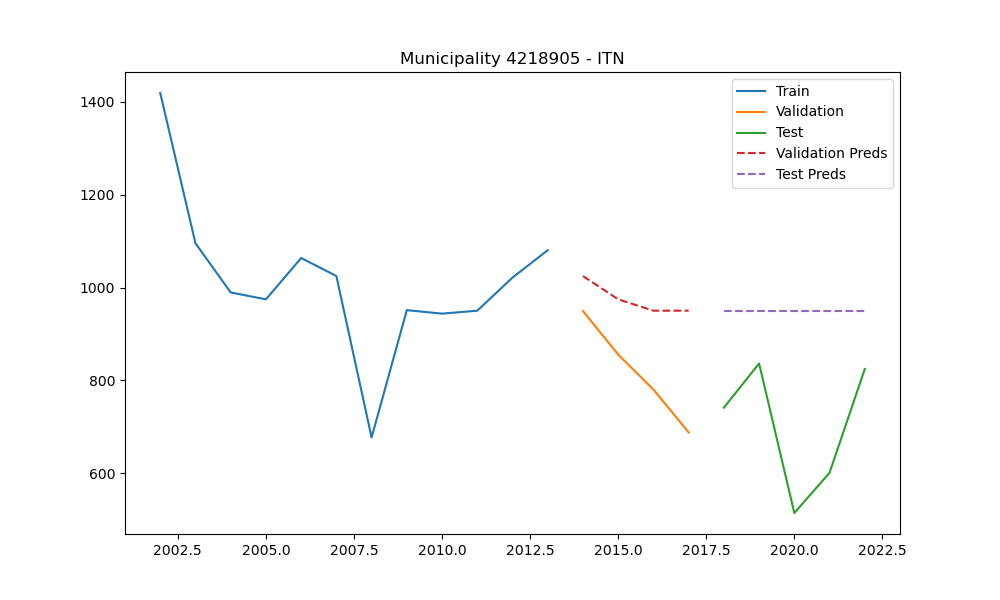 Municipality 4218905 - ITN
Train
Validation
Test
Validation Preds
Test Preds
1400
1200
1000
800
600
2002.5 2005.0 2007.5 2010.0 2012.5 2015.0 2017.5 2020.0 2022.5